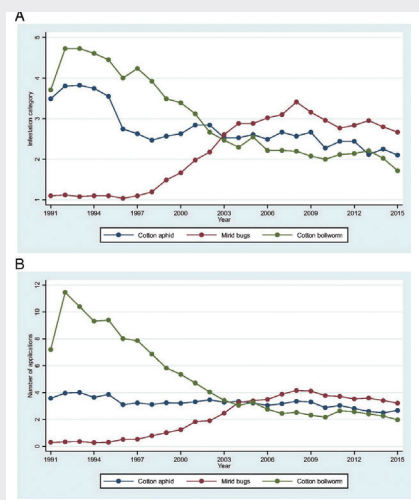 A
Infestation category
5
4
3
2
1
1991 1994 1997 2000 2003 2006 2009 2012 2015
Year
Cotton aphid Mirid bugs Cotton bollworm
B
Number of applications
12
10
8
6
4
2
0
1991 1994 1997 2000 2003 2006 2009 2012 2015
Year
Cotton aphid Mirid bugs Cotton bollworm